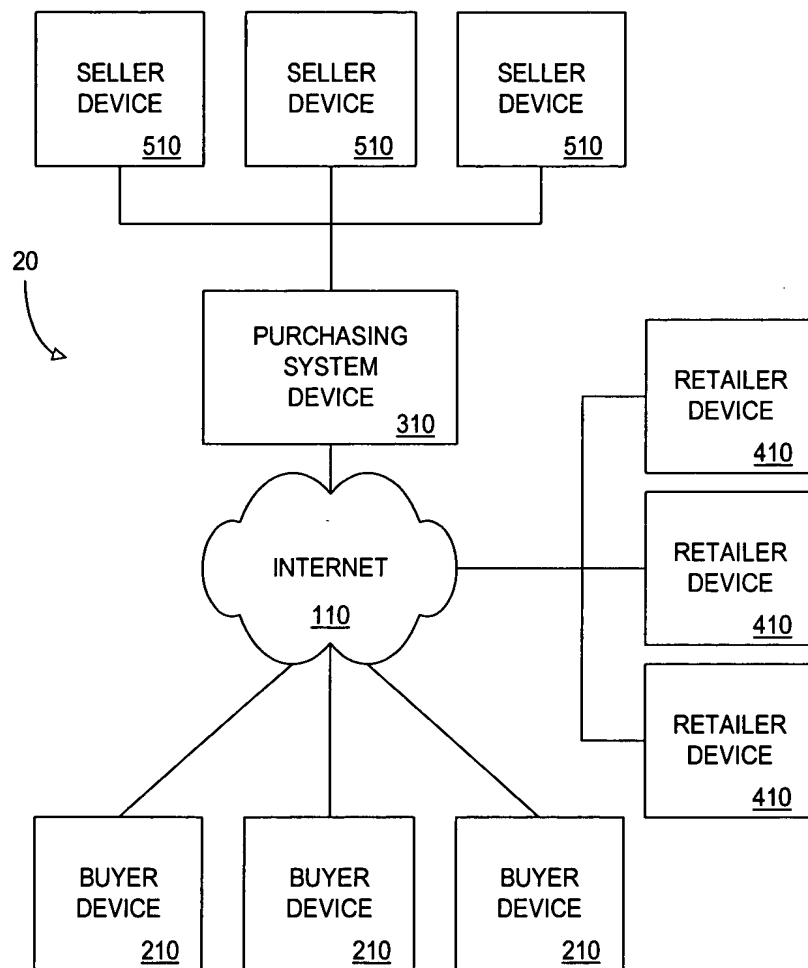 SELLER
DEVICE
510
SELLER
DEVICE
510
SELLER
DEVICE
510
20
PURCHASING
SYSTEM
DEVICE
310
RETAILER
DEVICE
410
INTERNET
110
RETAILER
DEVICE
410
RETAILER
DEVICE
410
BUYER
DEVICE
210
BUYER
DEVICE
210
BUYER
DEVICE
210